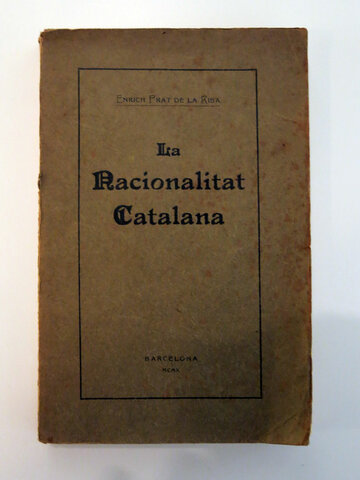 Enrich Prat de la Riba
La
Nacionalitat
Catalana
BARCELONA
MCMX